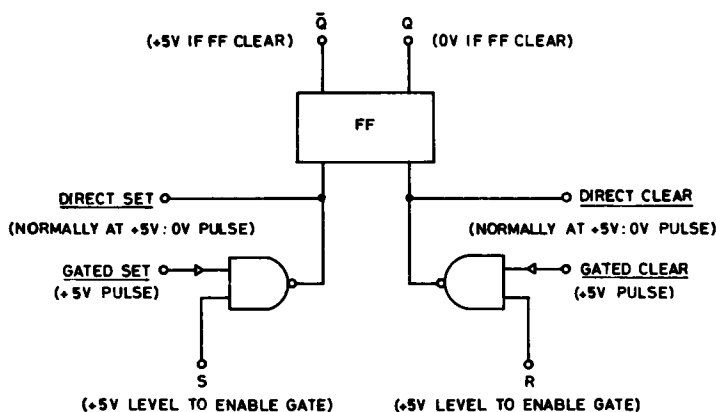 Q̄ Q
(+5V IF FF CLEAR) (0V IF FF CLEAR)
FF
DIRECT SET DIRECT CLEAR
(NORMALLY AT +5V: 0V PULSE) (NORMALLY AT +5V: 0V PULSE)
GATED SET GATED CLEAR
(+5V PULSE) (+5V PULSE)
S R
(+5V LEVEL TO ENABLE GATE) (+5V LEVEL TO ENABLE GATE)